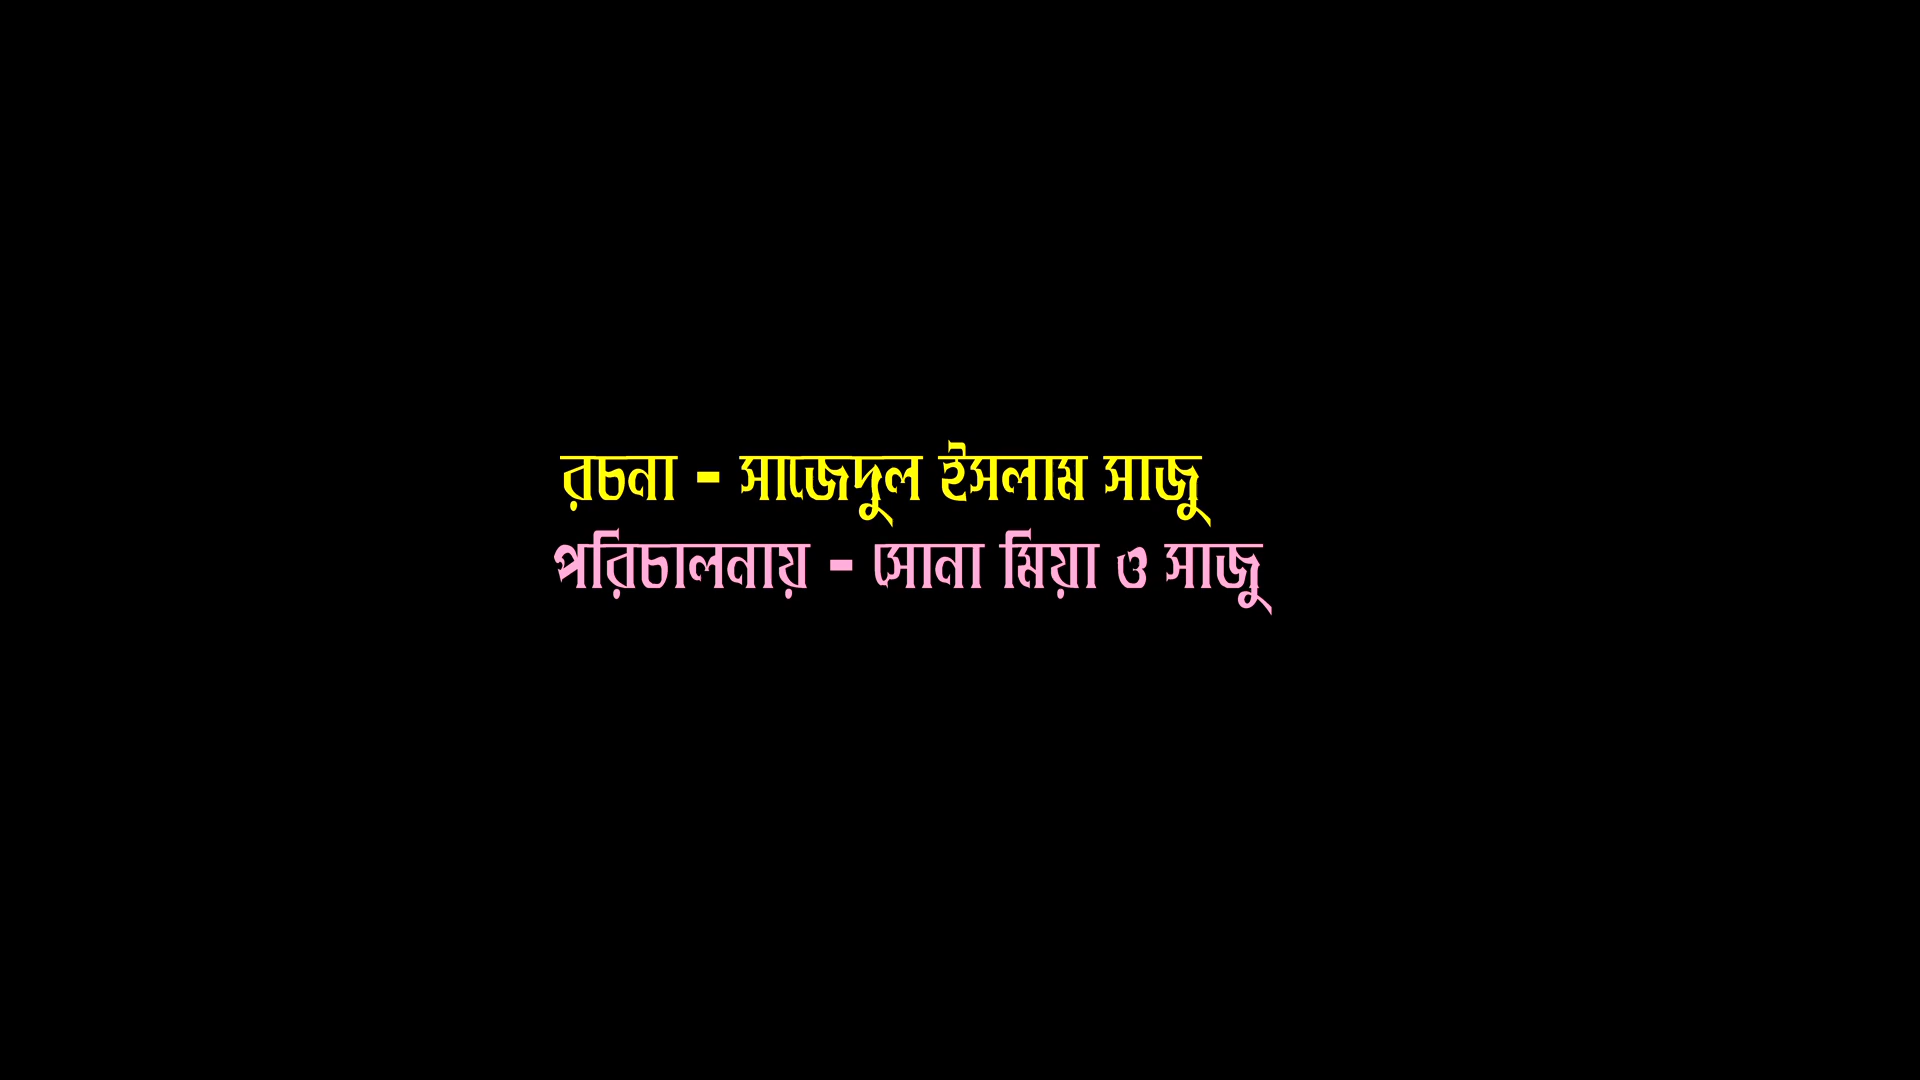 রচনা - সাজেদুল ইসলাম সাজু
পরিচালনায় - সোনা মিয়া ও সাজু